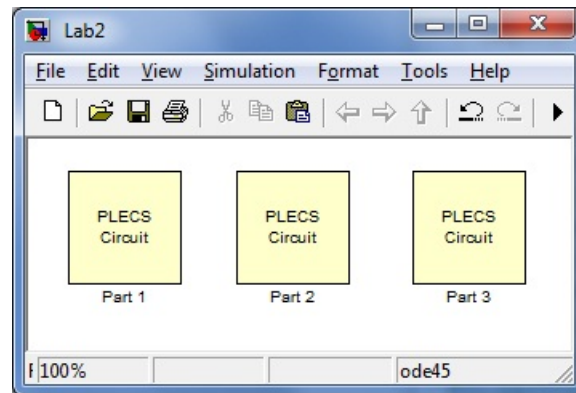 Lab2
File Edit View Simulation Format Tools Help
PLECS PLECS PLECS
Circuit Circuit Circuit
Part 1 Part 2 Part 3
100% ode45